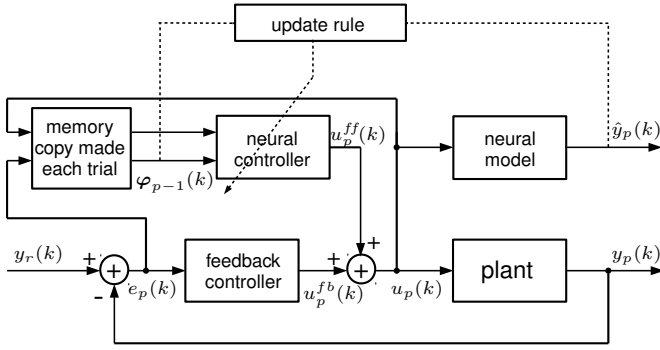 update rule
memory
copy made
each trial
neural
controller
u_p^{ff}(k)
neural
model
ŷ_p(k)
φ_{p−1}(k)
y_r(k)
+
+
-
e_p(k)
feedback
controller
+
u_p^{fb}(k)
+
+
u_p(k)
plant
y_p(k)